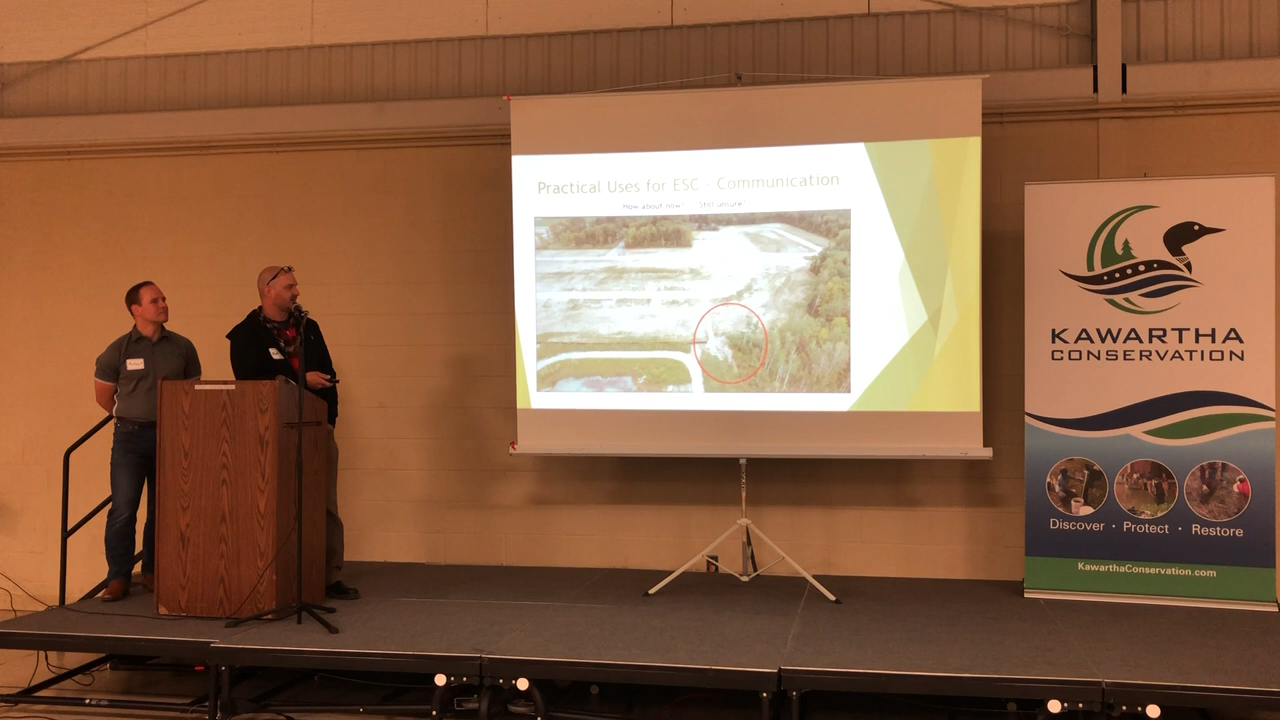 Practical Uses for ESC - Communication
How about now? Still unsure?
KAWARTHA
CONSERVATION
Discover · Protect · Restore
KawarthaConservation.com